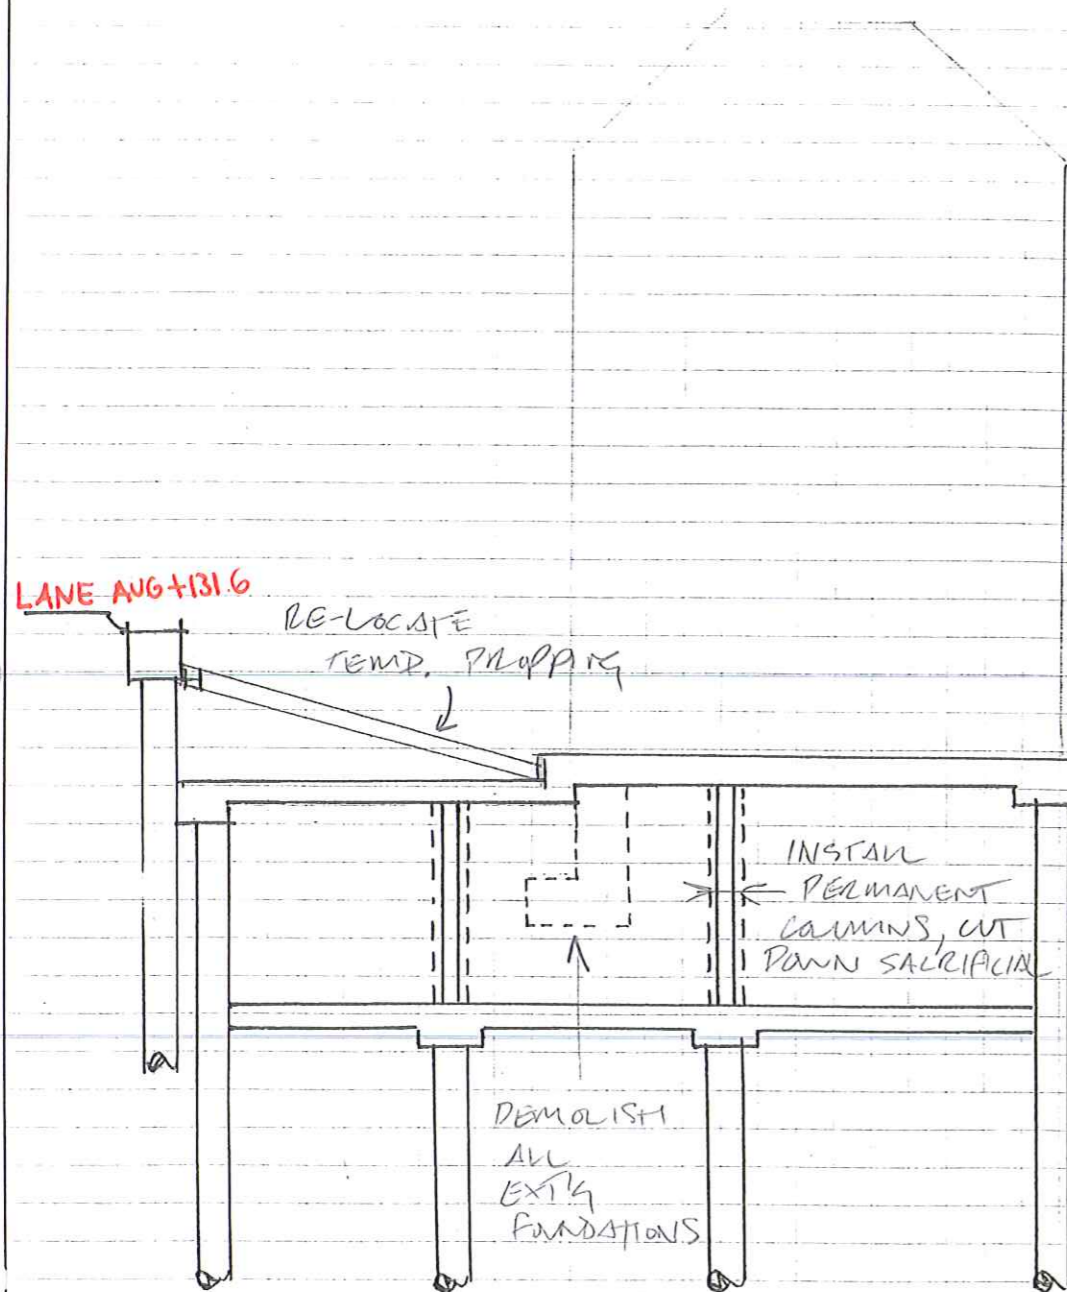 LANE AVG +131.6
RE-LOCATE
TEMP. PROPPING
INSTALL
PERMANENT
COLUMNS, CUT
DOWN SACRIFICIAL
DEMOLISH
ALL
EXT'G
FOUNDATIONS